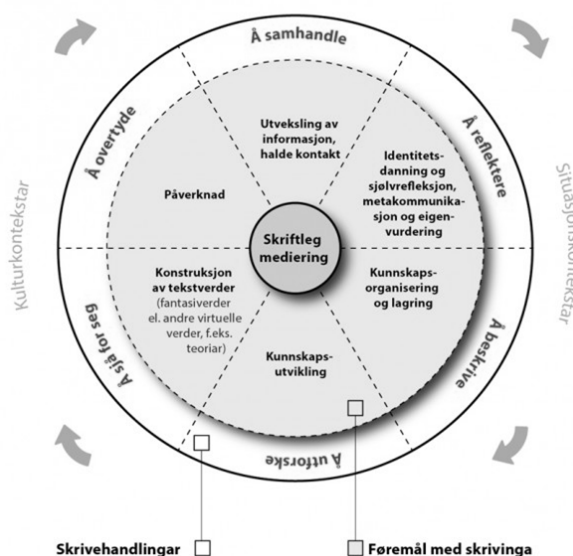 Å samhandle
Å reflektere
Å beskrive
Å utforske
Å sjå for seg
Å overtyde
Kulturkontekstar
Situasjonskontekstar
Utveksling av
informasjon,
halde kontakt
Identitets-
danning og
sjølvrefleksjon,
metakommunika-
sjon og eigen-
vurdering
Kunnskaps-
organisering
og lagring
Kunnskaps-
utvikling
Konstruksjon
av tekstverder
(fantasiverder
el. andre virtuelle
verder, f.eks.
teoriar)
Påverknad
Skriftleg
mediering
Skrivehandlingar
Føremål med skrivinga